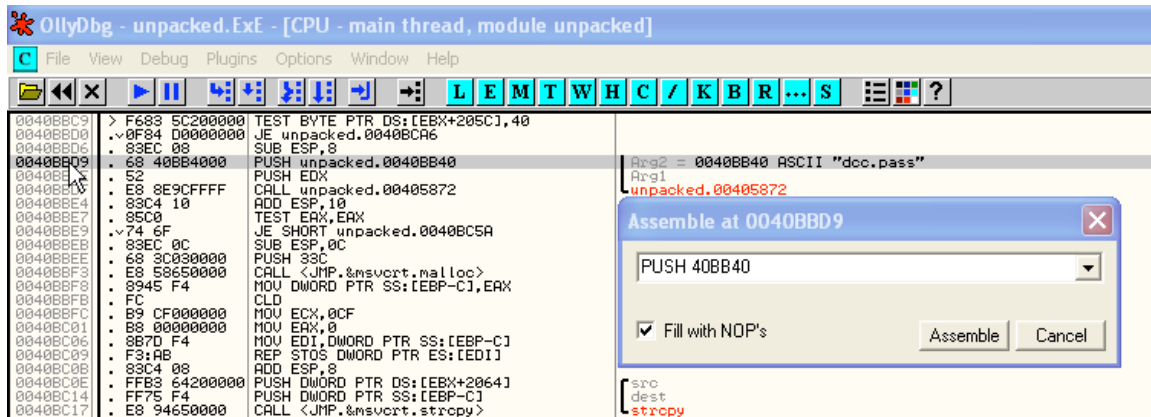 OllyDbg - unpacked.ExE - [CPU - main thread, module unpacked]
C File View Debug Plugins Options Window Help
L E M T W H C / K B R ... S ?
0040BBC9 > F683 5C200000 TEST BYTE PTR DS:[EBX+205C],40
0040BBD0 .v0F84 D0000000 JE unpacked.0040BCA6
0040BBD6 . 83EC 08 SUB ESP,8
0040BBD9 . 68 40BB4000 PUSH unpacked.0040BB40 Arg2 = 0040BB40 ASCII "dcc.pass"
. 52 PUSH EDX Arg1
. E8 8E9CFFFF CALL unpacked.00405872 unpacked.00405872
0040BBE4 . 83C4 10 ADD ESP,10
0040BBE7 . 85C0 TEST EAX,EAX
0040BBE9 .v74 6F JE SHORT unpacked.0040BC5A
0040BBEB . 83EC 0C SUB ESP,0C
0040BBEE . 68 3C030000 PUSH 33C
0040BBF3 . E8 58650000 CALL <JMP.&msvcrt.malloc>
0040BBF8 . 8945 F4 MOV DWORD PTR SS:[EBP-C],EAX
0040BBFB . FC CLD
0040BBFC . B9 CF000000 MOV ECX,0CF
0040BC01 . B8 00000000 MOV EAX,0
0040BC06 . 8B7D F4 MOV EDI,DWORD PTR SS:[EBP-C]
0040BC09 . F3:AB REP STOS DWORD PTR ES:[EDI]
0040BC0B . 83C4 08 ADD ESP,8
0040BC0E . FFB3 64200000 PUSH DWORD PTR DS:[EBX+2064] src
0040BC14 . FF75 F4 PUSH DWORD PTR SS:[EBP-C] dest
0040BC17 . E8 94650000 CALL <JMP.&msvcrt.strcpy> strcpy
Assemble at 0040BBD9
PUSH 40BB40
Fill with NOP's
Assemble Cancel